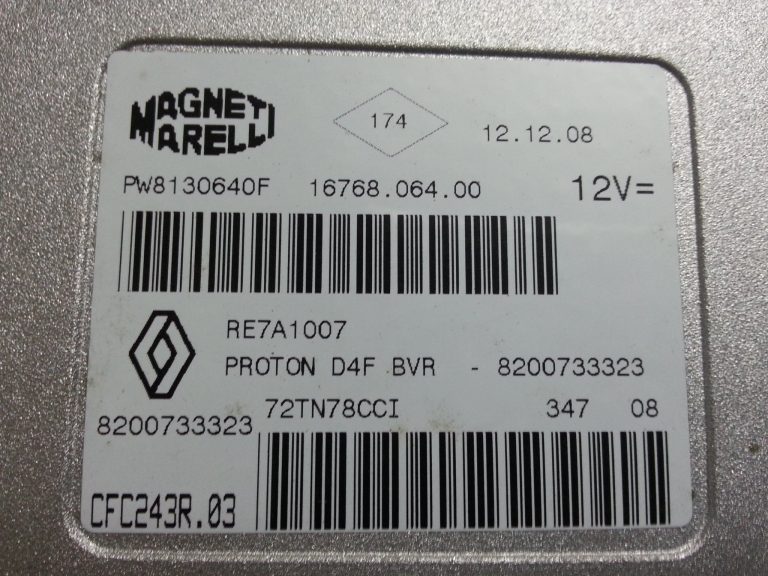 MAGNETI
MARELLI
174
12.12.08
PW8130640F 16768.064.00 12V=
RE7A1007
PROTON D4F BVR - 8200733323
72TN78CCI 347 08
8200733323
CFC243R.03